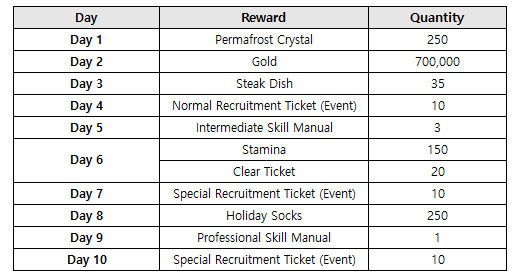 Day Reward Quantity
Day 1 Permafrost Crystal 250
Day 2 Gold 700,000
Day 3 Steak Dish 35
Day 4 Normal Recruitment Ticket (Event) 10
Day 5 Intermediate Skill Manual 3
Day 6 Stamina 150
Clear Ticket 20
Day 7 Special Recruitment Ticket (Event) 10
Day 8 Holiday Socks 250
Day 9 Professional Skill Manual 1
Day 10 Special Recruitment Ticket (Event) 10